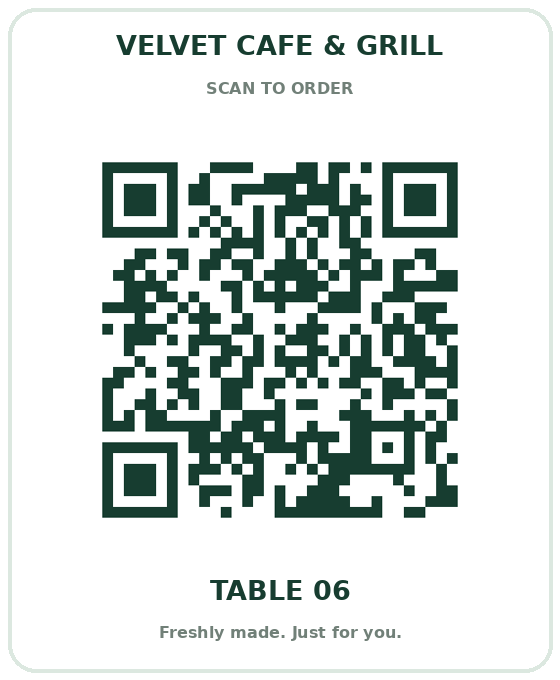 VELVET CAFE & GRILL
SCAN TO ORDER
TABLE 06
Freshly made. Just for you.